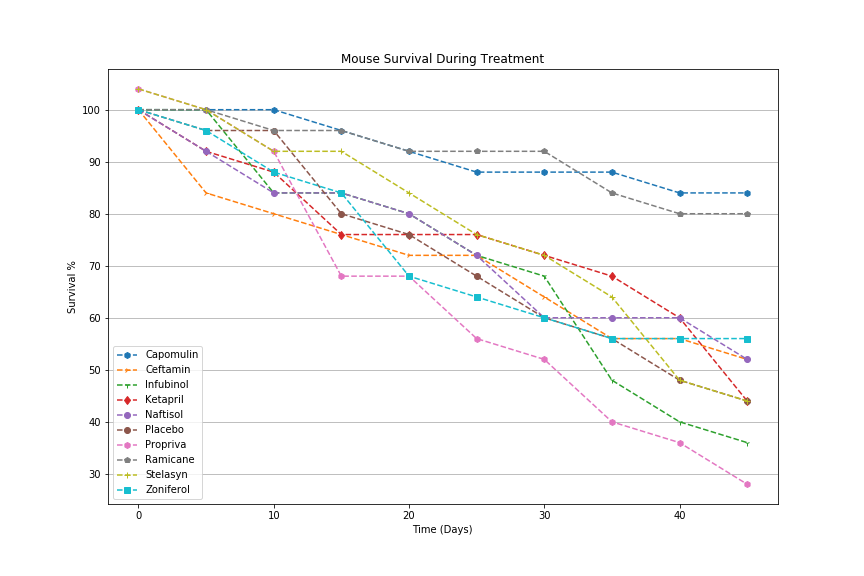 Mouse Survival During Treatment
Survival %
100
90
80
70
60
50
40
30
Capomulin
Ceftamin
Infubinol
Ketapril
Naftisol
Placebo
Propriva
Ramicane
Stelasyn
Zoniferol
0 10 20 30 40
Time (Days)